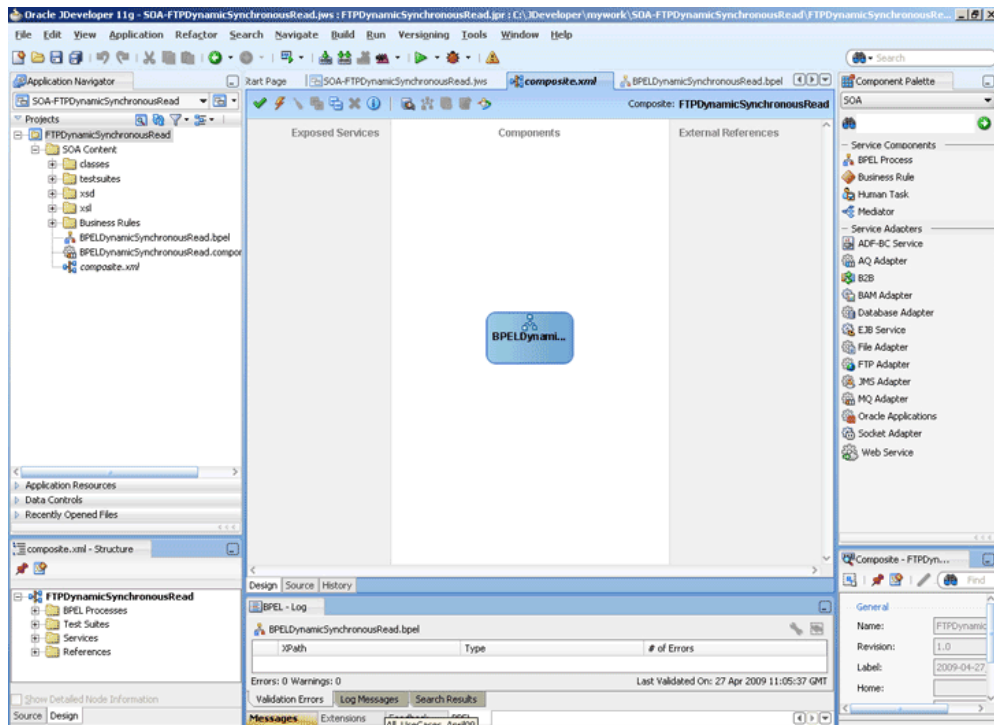 Oracle JDeveloper 11g - SOA-FTPDynamicSynchronousRead.jws : FTPDynamicSynchronousRead.jpr : C:\JDeveloper\mywork\SOA-FTPDynamicSynchronousRead\FTPDynamicSynchronousRe...
File Edit View Application Refactor Search Navigate Build Run Versioning Tools Window Help
Search
Application Navigator
SOA-FTPDynamicSynchronousRead
Projects
FTPDynamicSynchronousRead
SOA Content
classes
testsuites
xsd
xsl
Business Rules
BPELDynamicSynchronousRead.bpel
BPELDynamicSynchronousRead.compor
composite.xml
Application Resources
Data Controls
Recently Opened Files
composite.xml - Structure
FTPDynamicSynchronousRead
BPEL Processes
Test Suites
Services
References
Show Detailed Node Information
Source Design
tart Page SOA-FTPDynamicSynchronousRead.jws composite.xml BPELDynamicSynchronousRead.bpel
Composite: FTPDynamicSynchronousRead
Exposed Services Components External References
BPELDynami...
Design Source History
BPEL - Log
BPELDynamicSynchronousRead.bpel
XPath Type # of Errors
Errors: 0 Warnings: 0 Last Validated On: 27 Apr 2009 11:05:37 GMT
Validation Errors Log Messages Search Results
Messages Extensions
Component Palette
SOA
Service Components
BPEL Process
Business Rule
Human Task
Mediator
Service Adapters
ADF-BC Service
AQ Adapter
B2B
BAM Adapter
Database Adapter
EJB Service
File Adapter
FTP Adapter
JMS Adapter
MQ Adapter
Oracle Applications
Socket Adapter
Web Service
Composite - FTPDyn...
Find
General
Name: FTPDynamic
Revision: 1.0
Label: 2009-04-27
Home: